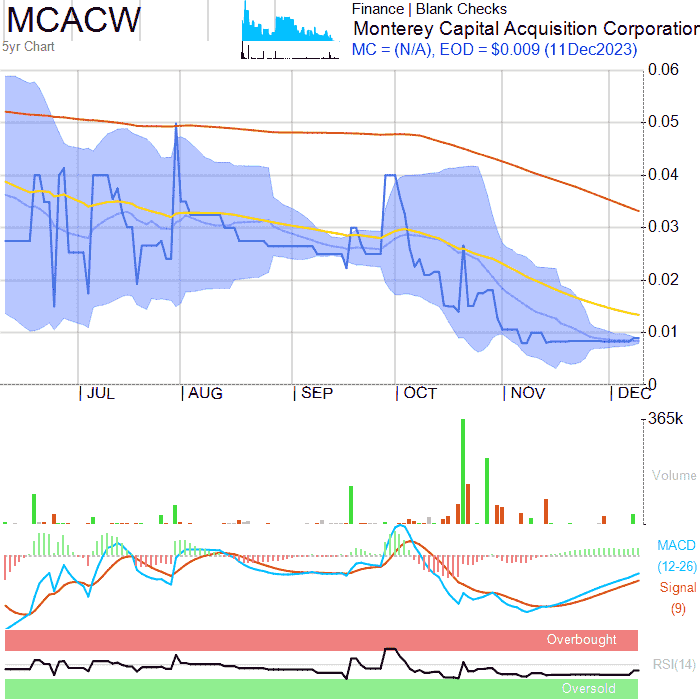 MCACW
5yr Chart
Finance | Blank Checks
Monterey Capital Acquisition Corporation
MC = (N/A), EOD = $0.009 (11Dec2023)
0.06
0.05
0.04
0.03
0.02
0.01
0
JUL
AUG
SEP
OCT
NOV
DEC
365k
Volume
MACD
(12-26)
Signal
(9)
Overbought
RSI(14)
Oversold